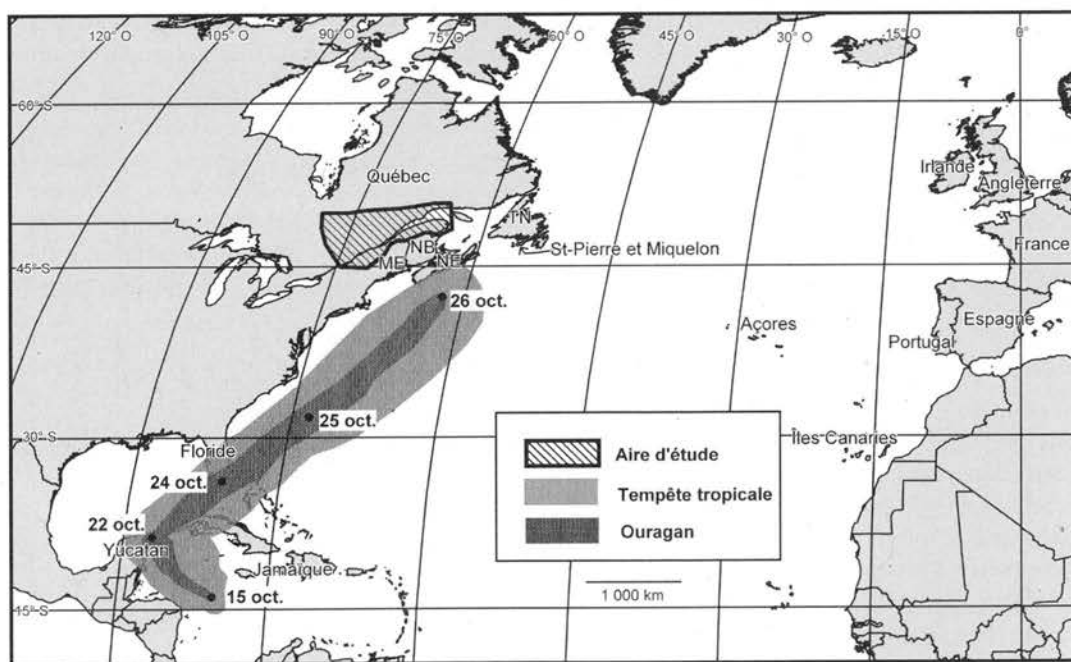 120° O
105° O
90° O
75° O
60° O
45° O
30° O
15° O
0°
60° S
Québec
Irlande
Angleterre
TN
NB
St-Pierre et Miquelon
France
ME
NE
45° S
26 oct.
Açores
Espagne
Portugal
25 oct.
30° S
Floride
Îles Canaries
Aire d'étude
24 oct.
Tempête tropicale
22 oct.
Ouragan
Yucatan
Jamaïque
15 oct.
1 000 km
15° S